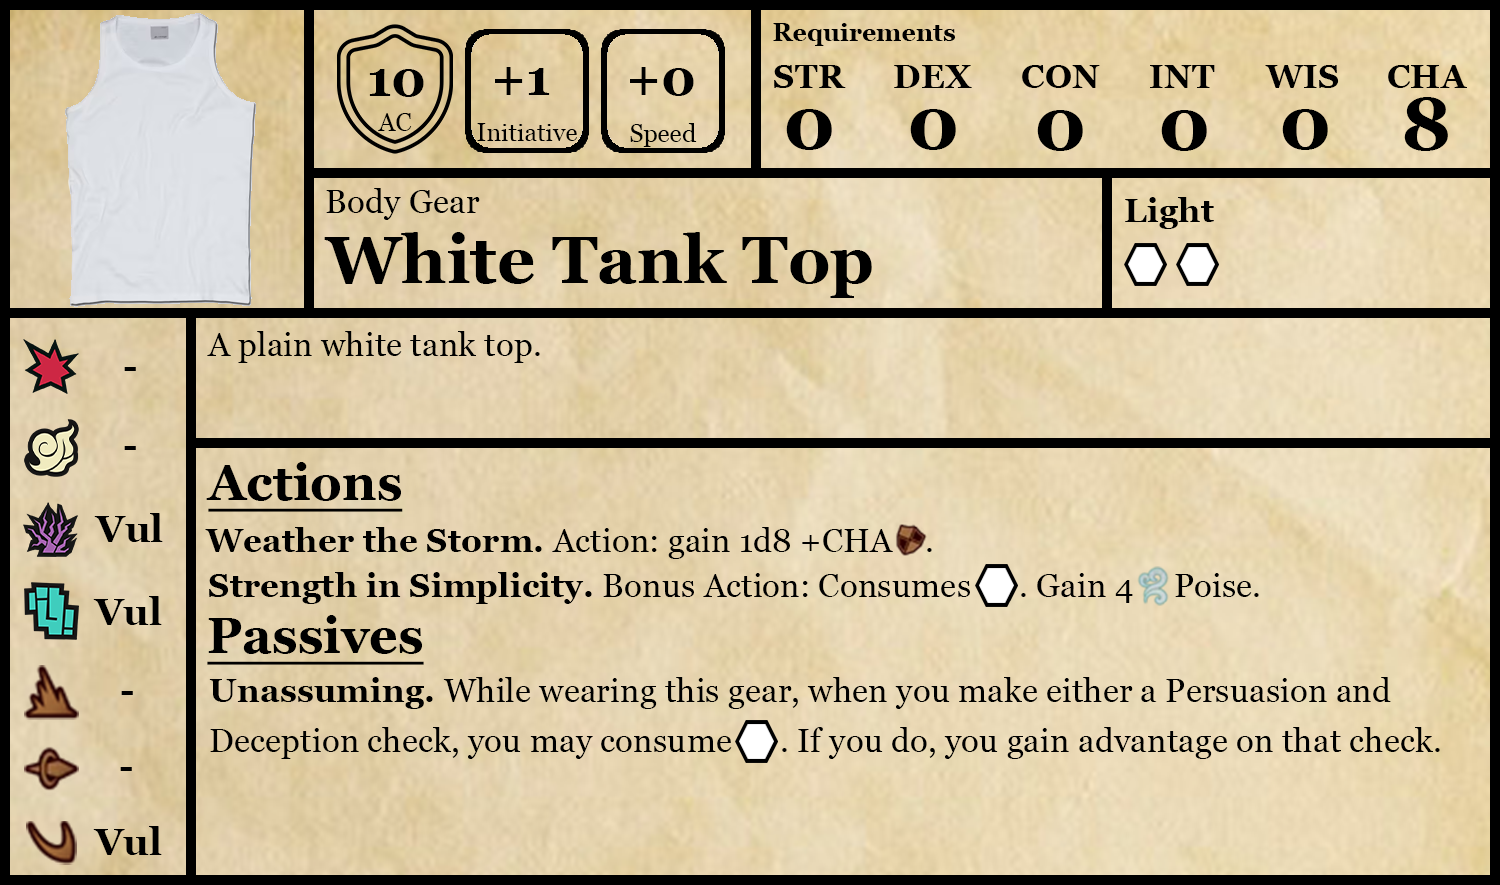 10
AC
+1
Initiative
+0
Speed
Requirements
STR DEX CON INT WIS CHA
0 0 0 0 0 8
Body Gear
White Tank Top
Light
-
-
Vul
Vul
-
-
Vul
A plain white tank top.
Actions
Weather the Storm. Action: gain 1d8 +CHA.
Strength in Simplicity. Bonus Action: Consumes. Gain 4 Poise.
Passives
Unassuming. While wearing this gear, when you make either a Persuasion and
Deception check, you may consume. If you do, you gain advantage on that check.